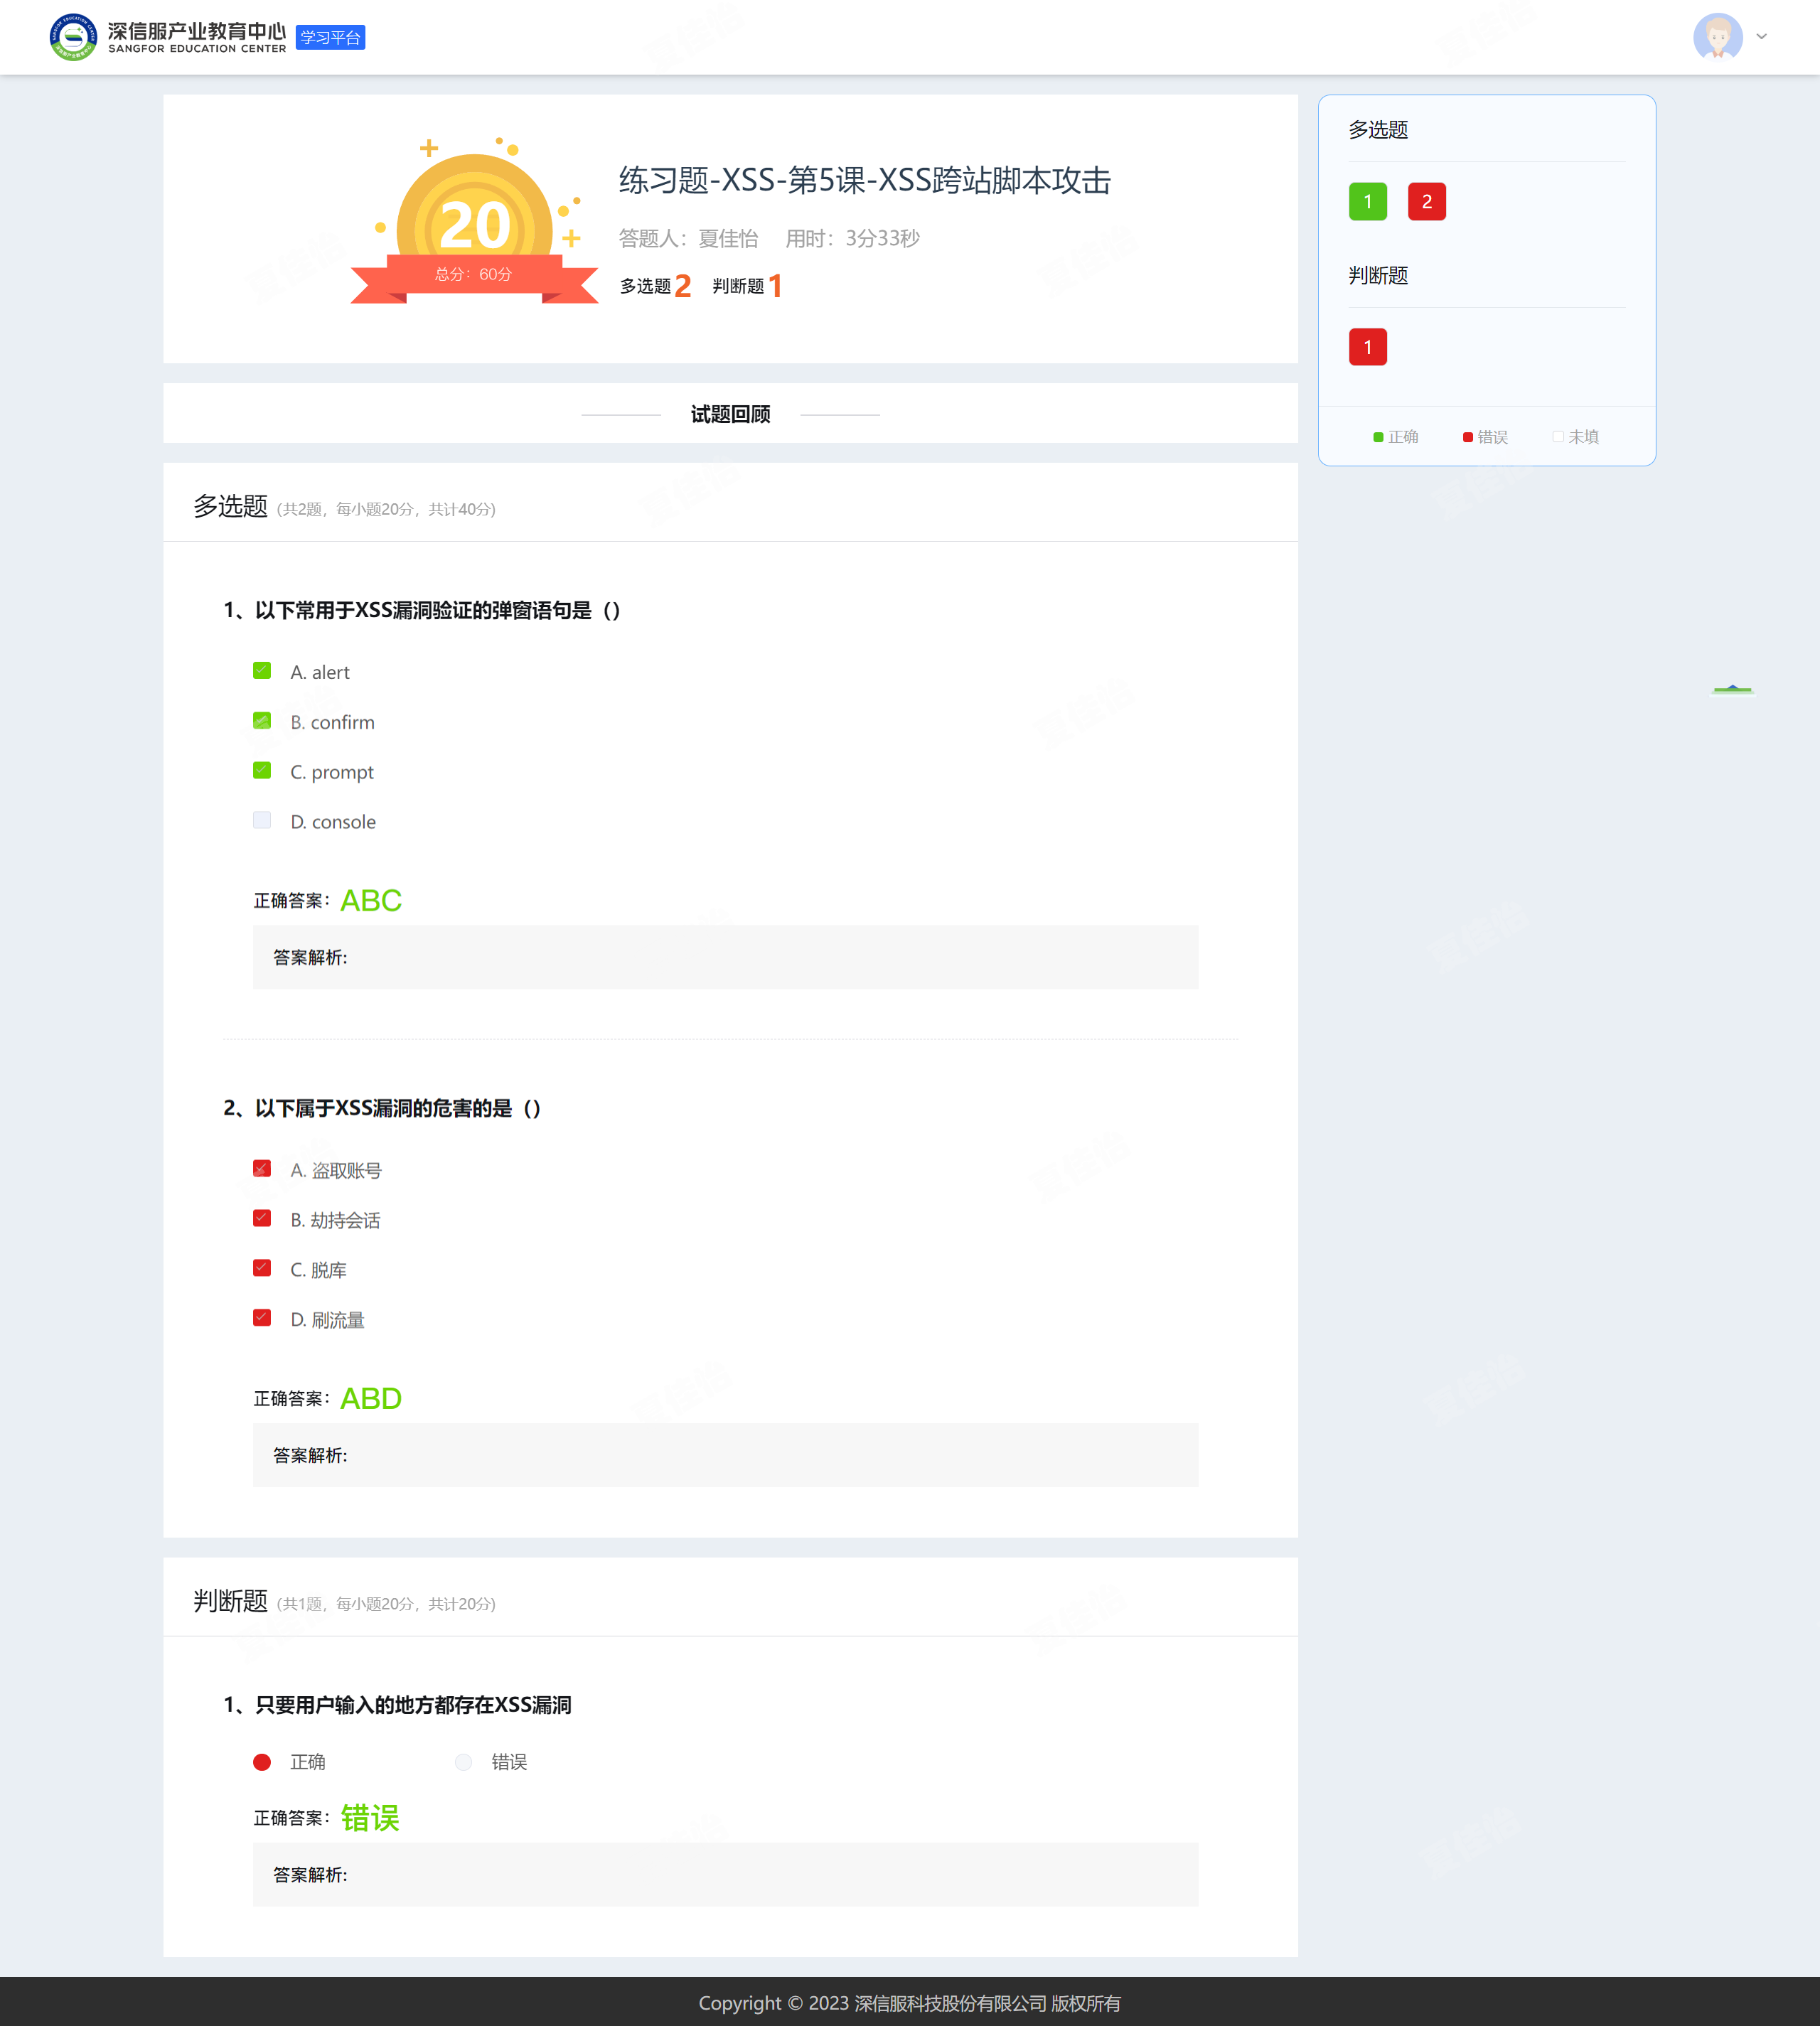 深信服产业教育中心
SANGFOR EDUCATION CENTER
学习平台
20
总分：60分
练习题-XSS-第5课-XSS跨站脚本攻击
答题人：夏佳怡 用时：3分33秒
多选题2 判断题1
多选题
1 2
判断题
1
正确 错误 未填
试题回顾
多选题 (共2题，每小题20分，共计40分)
1、以下常用于XSS漏洞验证的弹窗语句是（）
A. alert
B. confirm
C. prompt
D. console
正确答案：ABC
答案解析:
2、以下属于XSS漏洞的危害的是（）
A. 盗取账号
B. 劫持会话
C. 脱库
D. 刷流量
正确答案：ABD
答案解析:
判断题 (共1题，每小题20分，共计20分)
1、只要用户输入的地方都存在XSS漏洞
正确 错误
正确答案：错误
答案解析:
Copyright © 2023 深信服科技股份有限公司 版权所有